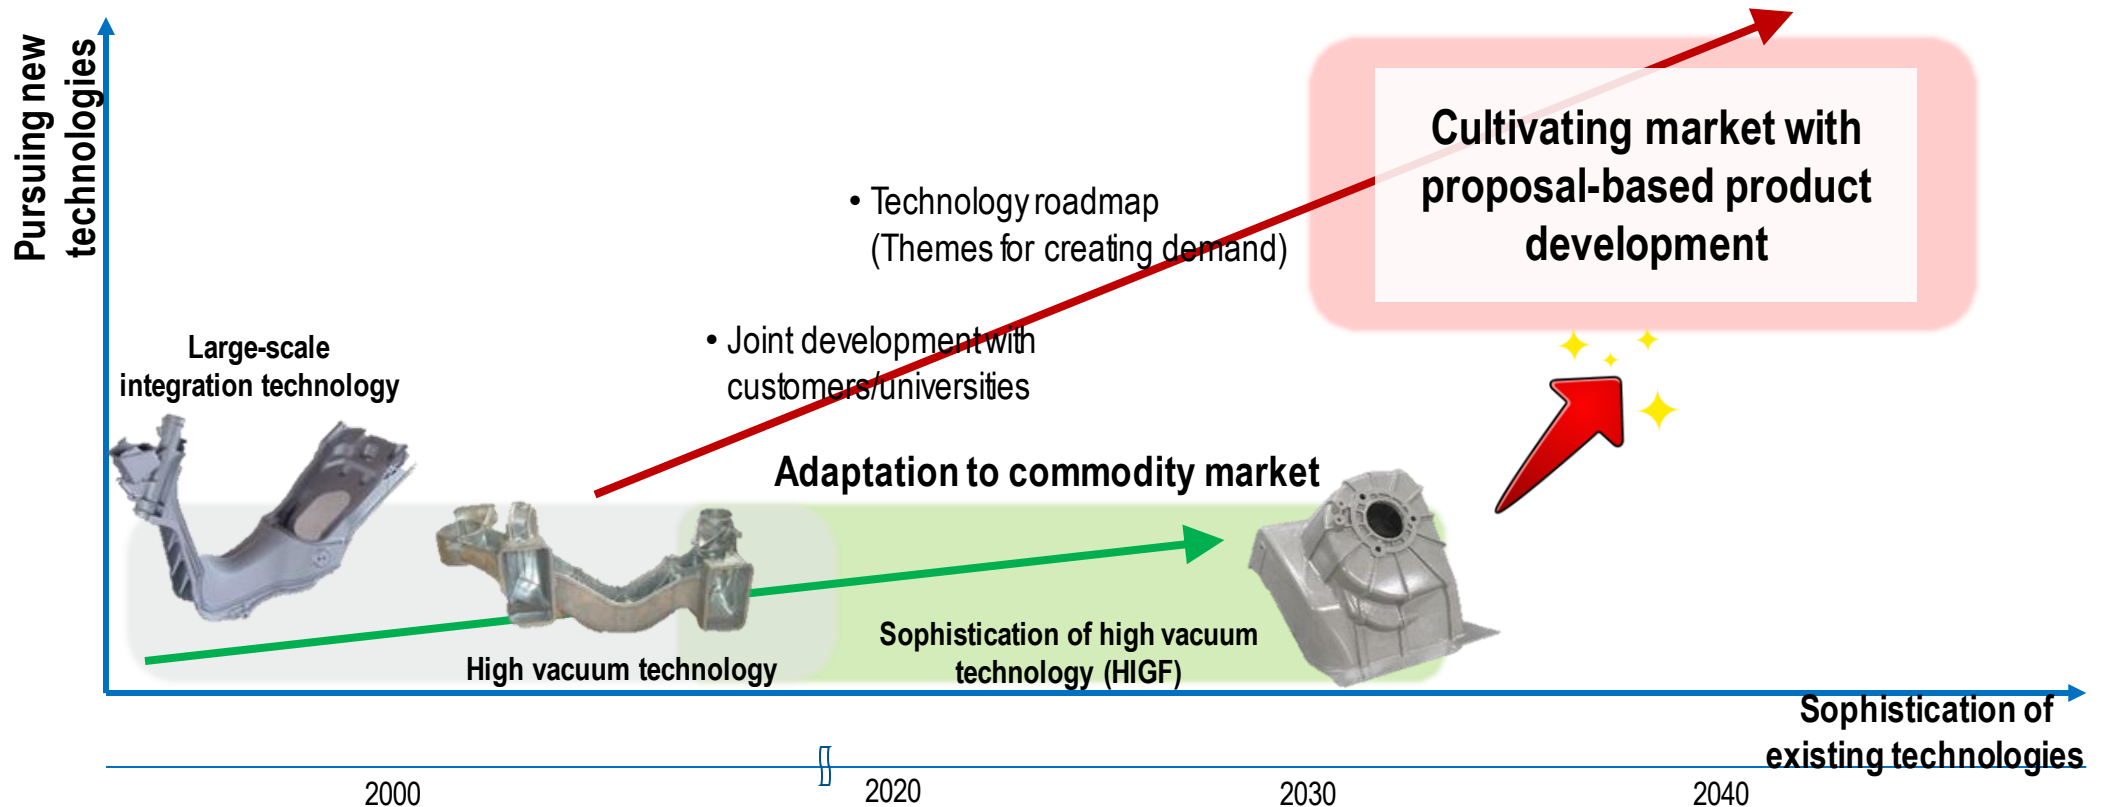 Pursuing new
technologies
Large-scale
integration technology
• Technology roadmap
(Themes for creating demand)
• Joint development with
customers/universities
Cultivating market with
proposal-based product
development
Adaptation to commodity market
High vacuum technology
Sophistication of high vacuum
technology (HIGF)
Sophistication of
existing technologies
2000
2020
2030
2040